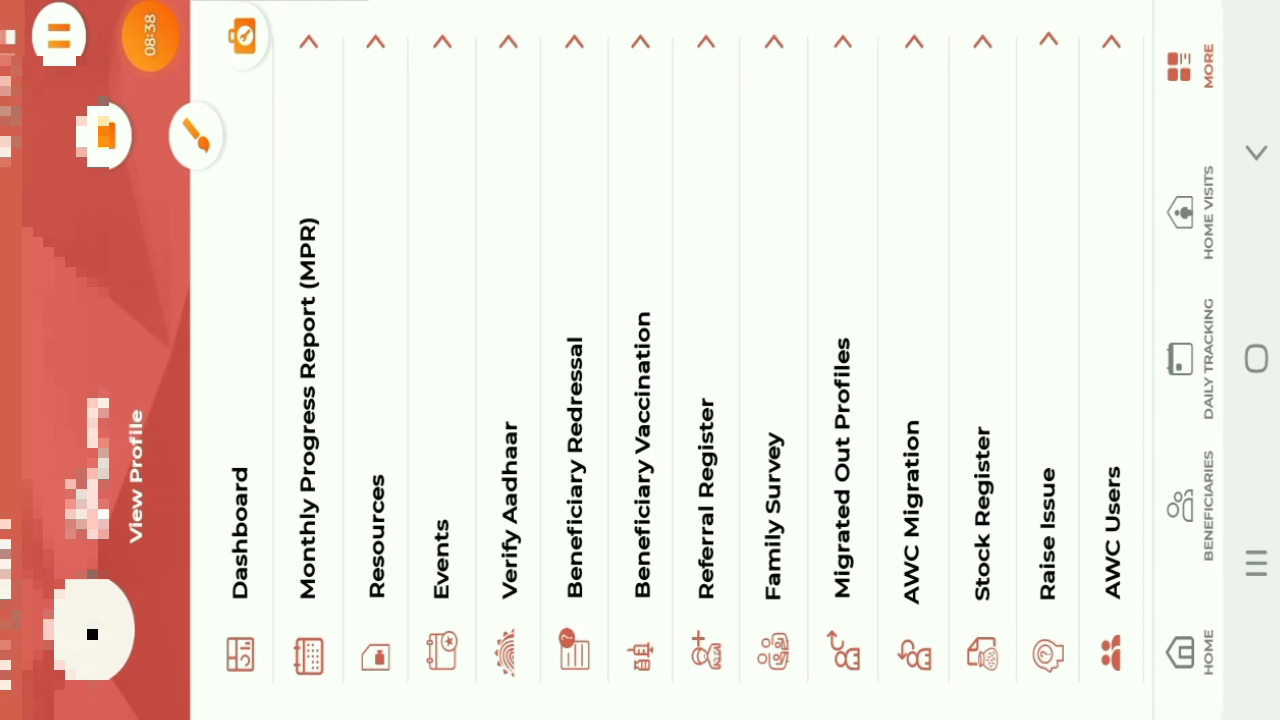 08:38
View Profile
Dashboard
Monthly Progress Report (MPR)
Resources
Events
Verify Aadhaar
Beneficiary Redressal
Beneficiary Vaccination
Referral Register
Family Survey
Migrated Out Profiles
AWC Migration
Stock Register
Raise Issue
AWC Users
HOME
BENEFICIARIES
DAILY TRACKING
HOME VISITS
MORE